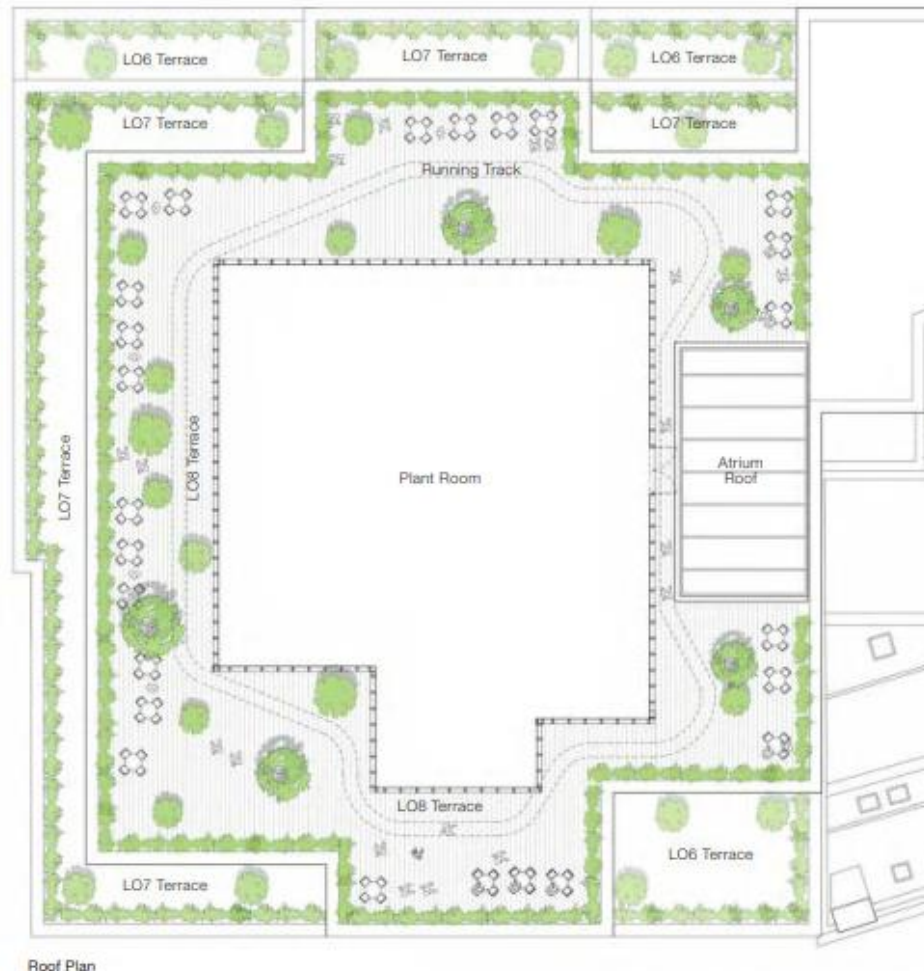 LO6 Terrace
LO7 Terrace
LO6 Terrace
LO7 Terrace
LO7 Terrace
Running Track
LO7 Terrace
LO8 Terrace
Plant Room
Atrium
Roof
LO8 Terrace
LO6 Terrace
LO7 Terrace
Roof Plan